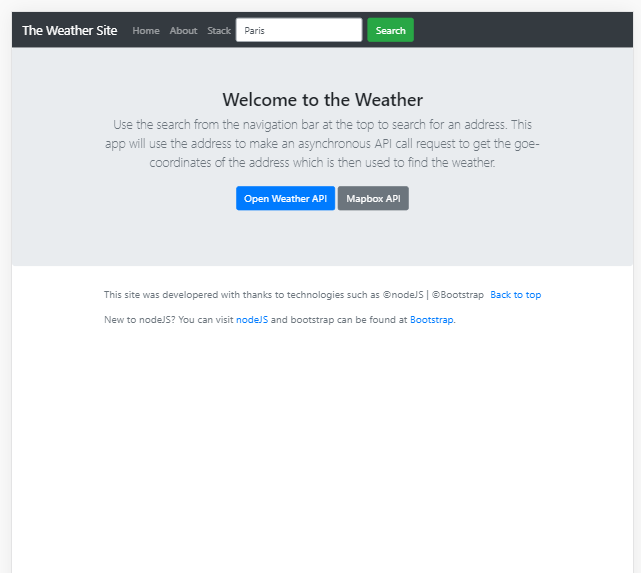 The Weather Site Home About Stack Paris Search
Welcome to the Weather
Use the search from the navigation bar at the top to search for an address. This
app will use the address to make an asynchronous API call request to get the goe-
coordinates of the address which is then used to find the weather.
Open Weather API Mapbox API
This site was developered with thanks to technologies such as ©nodeJS | ©Bootstrap Back to top
New to nodeJS? You can visit nodeJS and bootstrap can be found at Bootstrap.